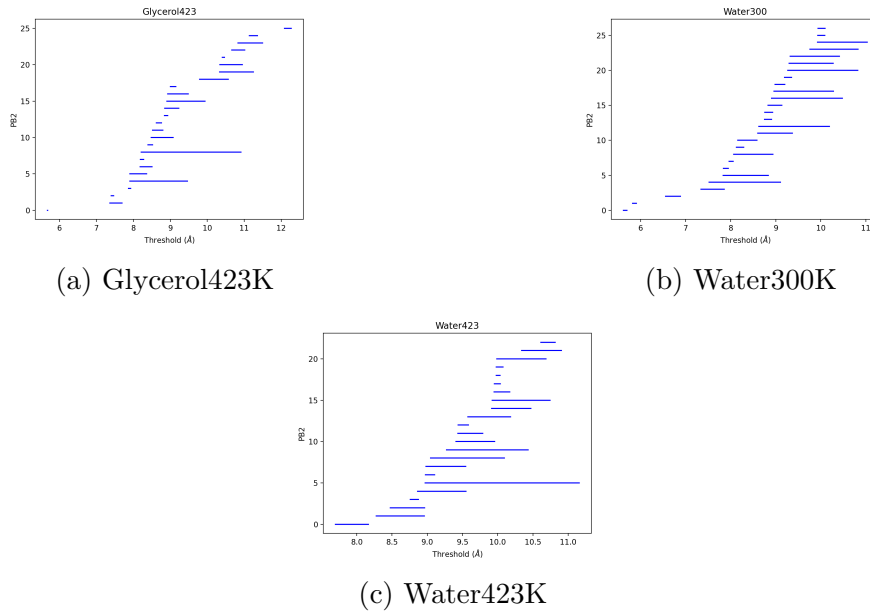 Glycerol423
25
20
15
10
5
0
PB2
6 7 8 9 10 11 12
Threshold (Å)
(a) Glycerol423K
Water300
25
20
15
10
5
0
PB2
6 7 8 9 10 11
Threshold (Å)
(b) Water300K
Water423
20
15
10
5
0
PB2
8.0 8.5 9.0 9.5 10.0 10.5 11.0
Threshold (Å)
(c) Water423K